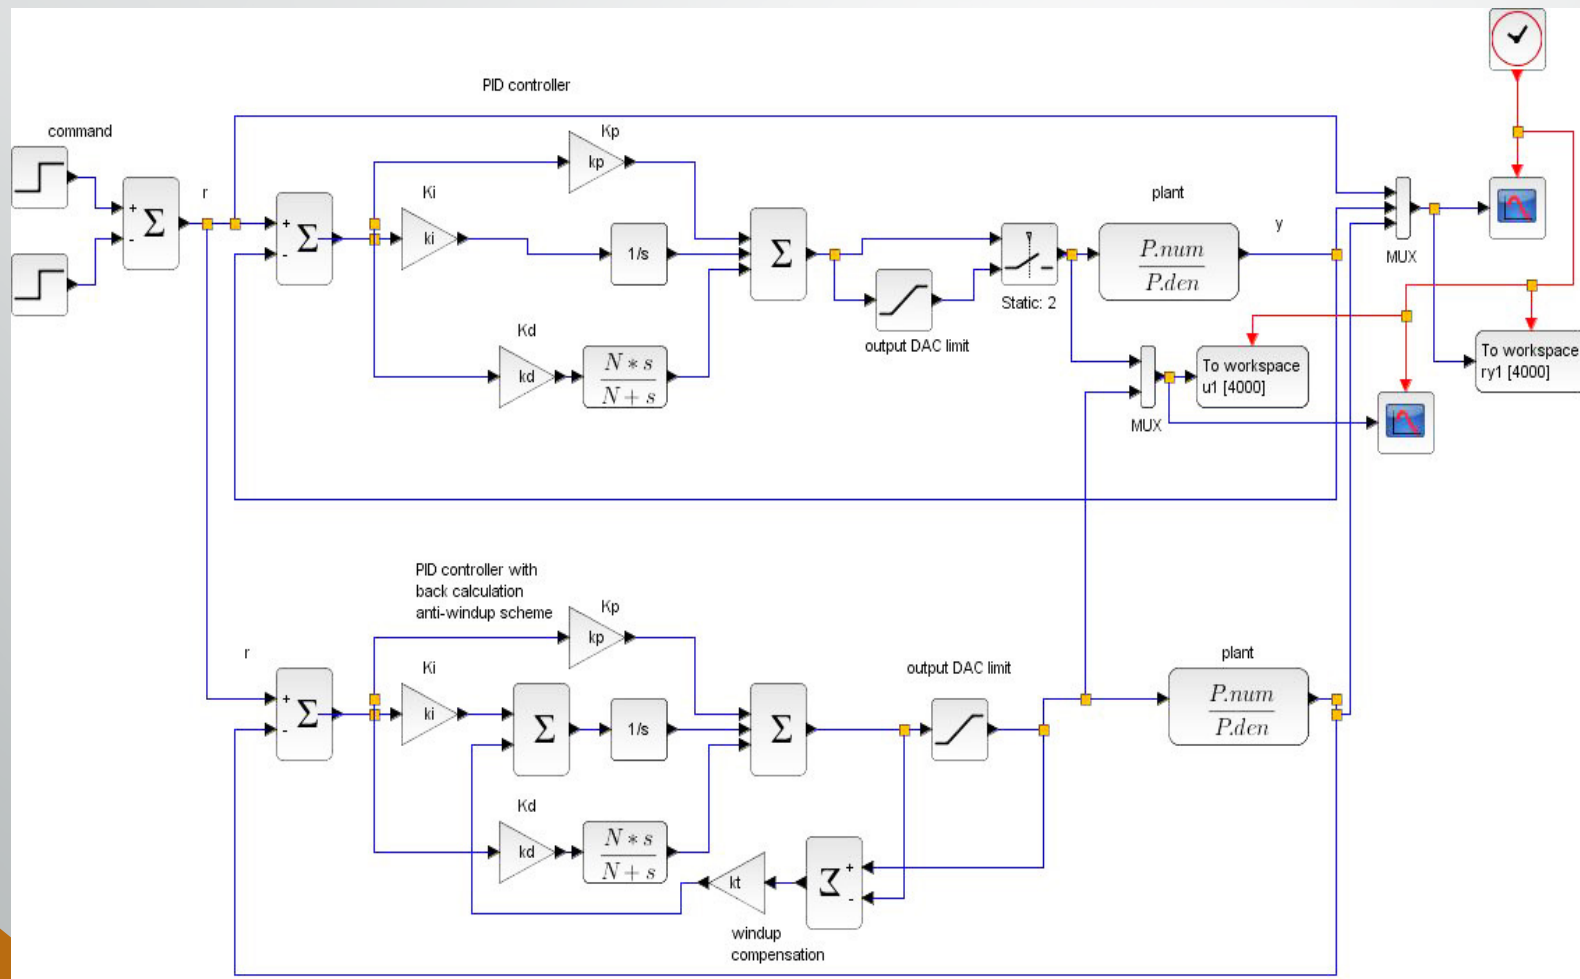 PID controller
command
Kp
kp
r
Ki
ki
plant
+
-
Σ
+
-
Σ
1/s
Σ
P.num
P.den
y
MUX
Static: 2
output DAC limit
Kd
kd
N * s
N + s
To workspace
u1 [4000]
To workspace
ry1 [4000]
MUX
PID controller with
back calculation
anti-windup scheme
Kp
kp
r
Ki
ki
output DAC limit
plant
+
-
Σ
Σ
1/s
Σ
P.num
P.den
Kd
kd
N * s
N + s
kt
Σ
+
-
windup
compensation